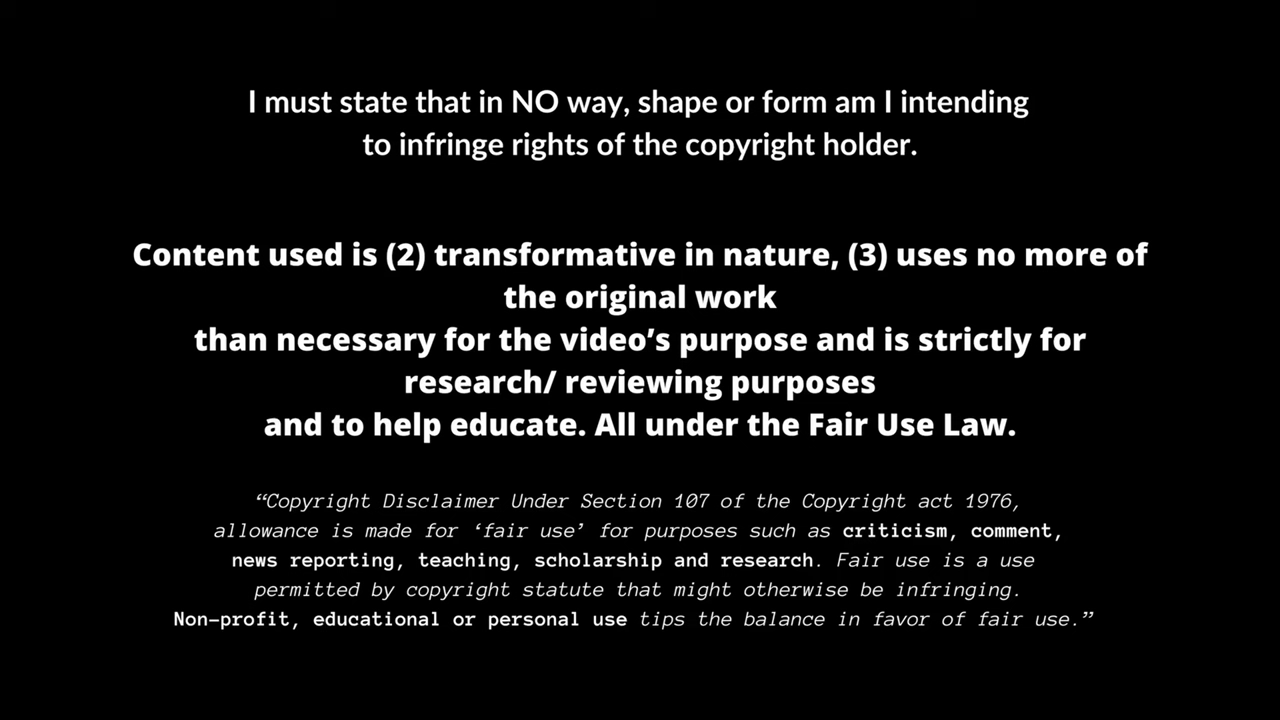 I must state that in NO way, shape or form am I intending
to infringe rights of the copyright holder.
Content used is (2) transformative in nature, (3) uses no more of
the original work
than necessary for the video’s purpose and is strictly for
research/ reviewing purposes
and to help educate. All under the Fair Use Law.
“Copyright Disclaimer Under Section 107 of the Copyright act 1976,
allowance is made for ‘fair use’ for purposes such as criticism, comment,
news reporting, teaching, scholarship and research. Fair use is a use
permitted by copyright statute that might otherwise be infringing.
Non-profit, educational or personal use tips the balance in favor of fair use.”